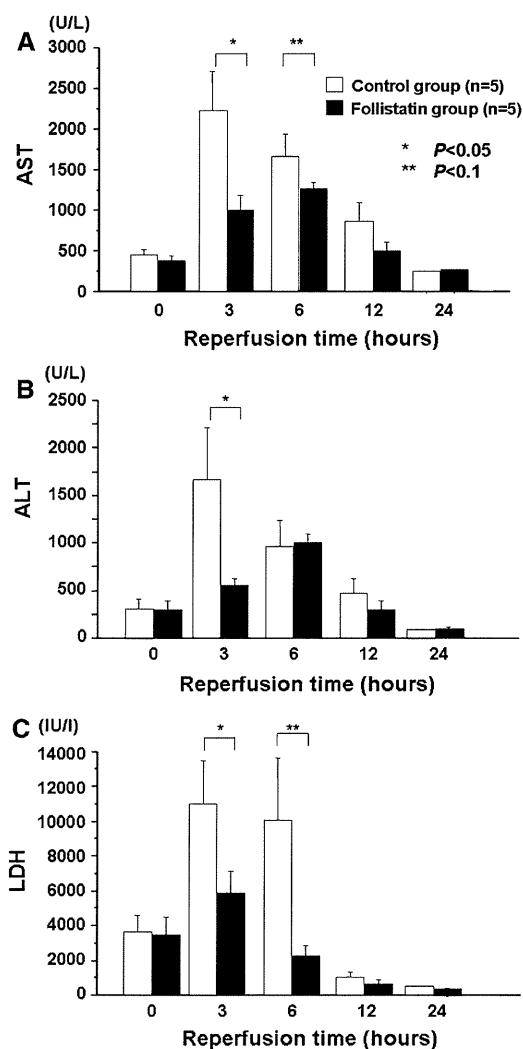 A (U/L)
3000
* **
2500
Control group (n=5)
2000
Follistatin group (n=5)
* P<0.05
1500
** P<0.1
1000
500
0
AST
0 3 6 12 24
Reperfusion time (hours)
B (U/L)
2500
*
2000
1500
1000
500
0
ALT
0 3 6 12 24
Reperfusion time (hours)
C (IU/l)
* **
14000
12000
10000
8000
6000
4000
2000
0
LDH
0 3 6 12 24
Reperfusion time (hours)